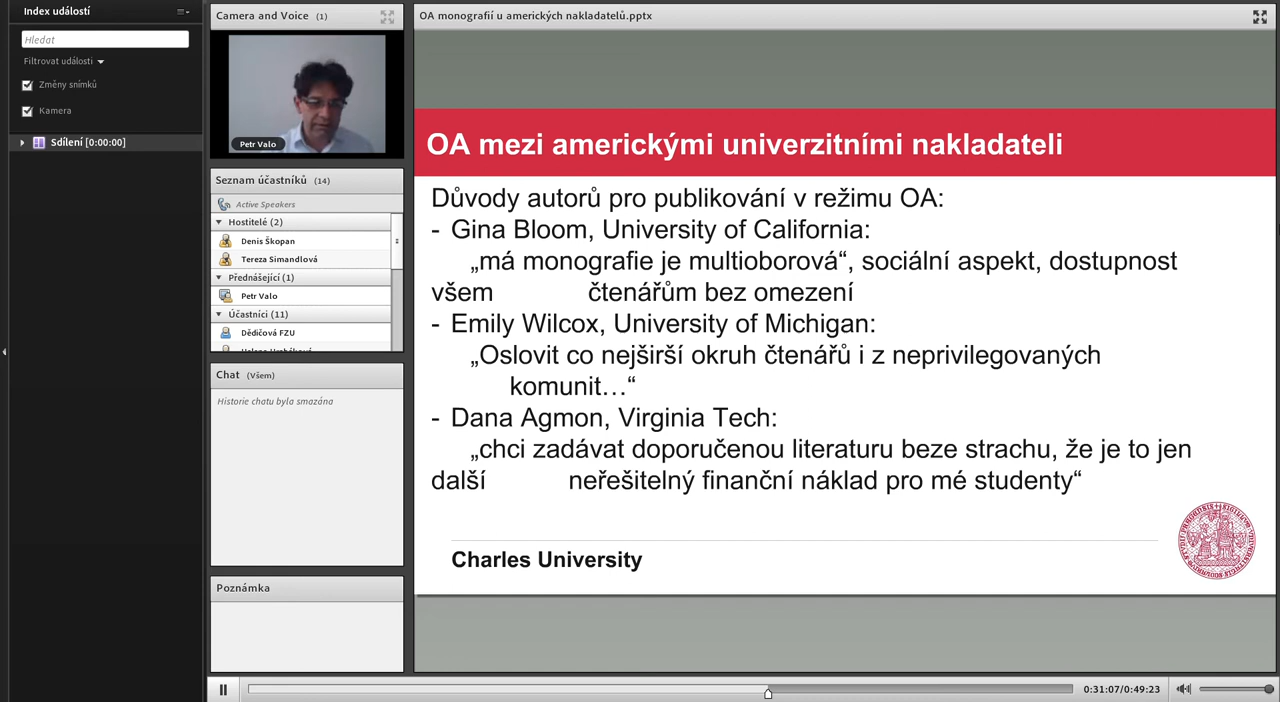 Index událostí
Hledat
Filtrovat události
Změny snímků
Kamera
Sdílení [0:00:00]
Camera and Voice (1)
Petr Valo
Seznam účastníků (14)
Active Speakers
Hostitelé (2)
Denis Škopan
Tereza Simandlová
Přednášející (1)
Petr Valo
Účastníci (11)
Dědičová FZU
Chat (Všem)
Historie chatu byla smazána
Poznámka
OA monografií u amerických nakladatelů.pptx
OA mezi americkými univerzitními nakladateli
Důvody autorů pro publikování v režimu OA:
- Gina Bloom, University of California:
„má monografie je multioborová“, sociální aspekt, dostupnost
všem čtenářům bez omezení
- Emily Wilcox, University of Michigan:
„Oslovit co nejširší okruh čtenářů i z neprivilegovaných
komunit…“
- Dana Agmon, Virginia Tech:
„chci zadávat doporučenou literaturu beze strachu, že je to jen
další neřešitelný finanční náklad pro mé studenty“
Charles University
0:31:07/0:49:23